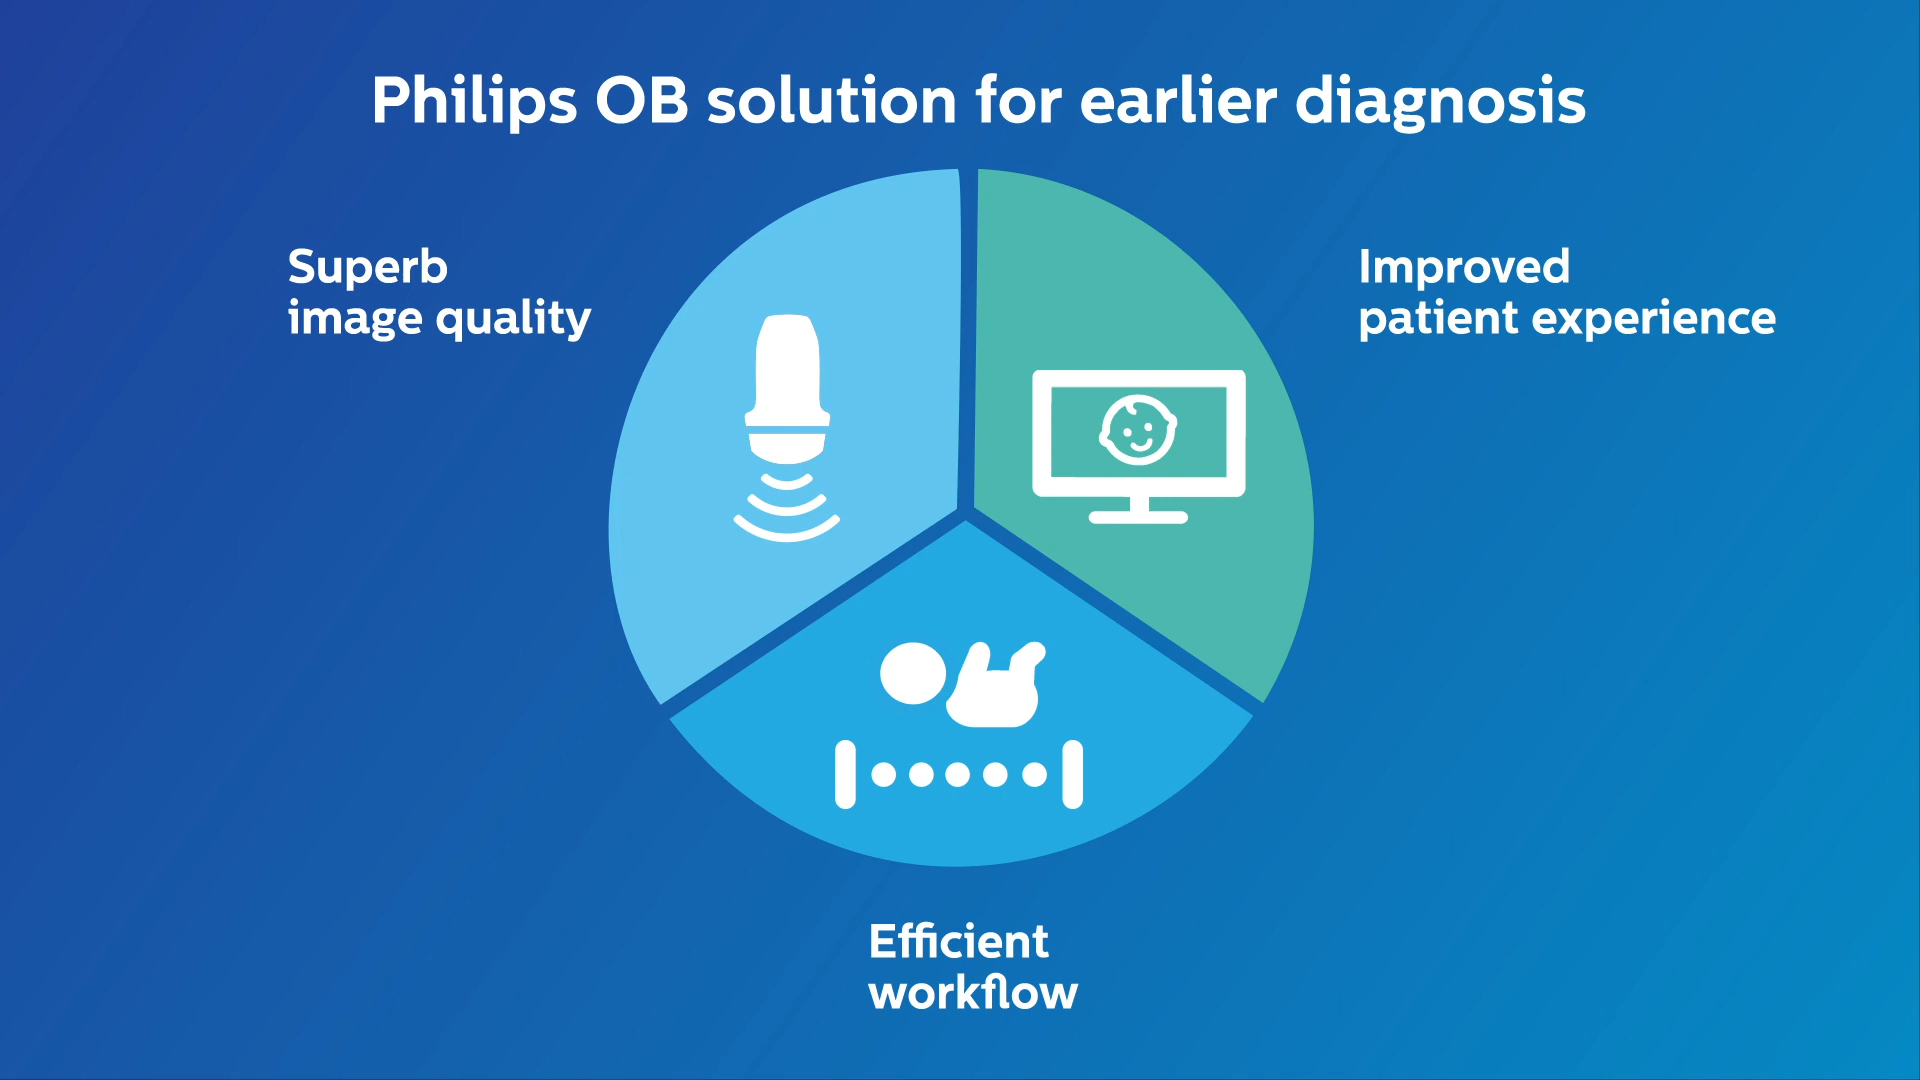 Philips OB solution for earlier diagnosis
Superb
image quality
Improved
patient experience
Efficient
workflow